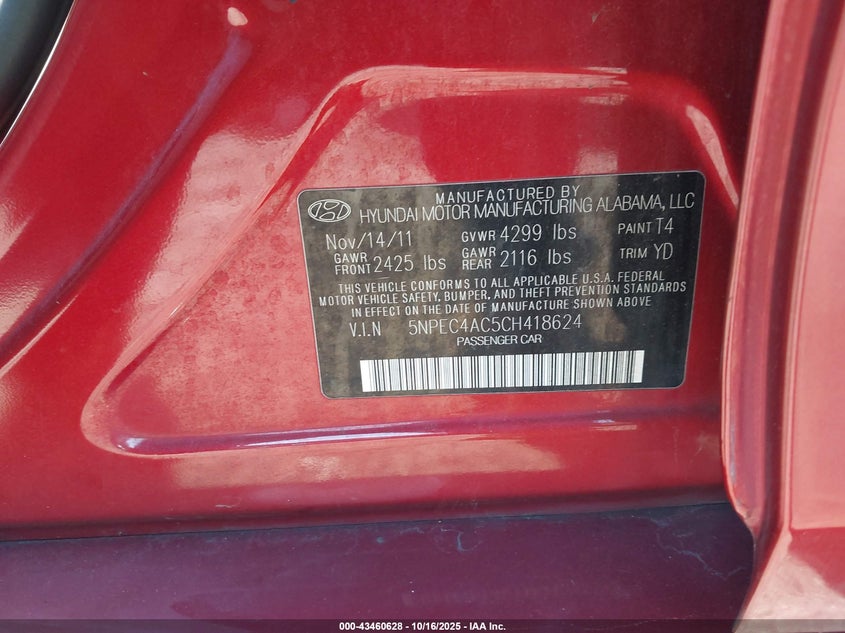 MANUFACTURED BY
HYUNDAI MOTOR MANUFACTURING ALABAMA, LLC
Nov/14/11 GVWR 4299 lbs PAINT T4
GAWR FRONT 2425 lbs GAWR REAR 2116 lbs TRIM YD
THIS VEHICLE CONFORMS TO ALL APPLICABLE U.S.A. FEDERAL
MOTOR VEHICLE SAFETY, BUMPER, AND THEFT PREVENTION STANDARDS
IN EFFECT ON THE DATE OF MANUFACTURE SHOWN ABOVE
V.I.N 5NPEC4AC5CH418624
PASSENGER CAR
000-43460628 - 10/16/2025 - IAA Inc.